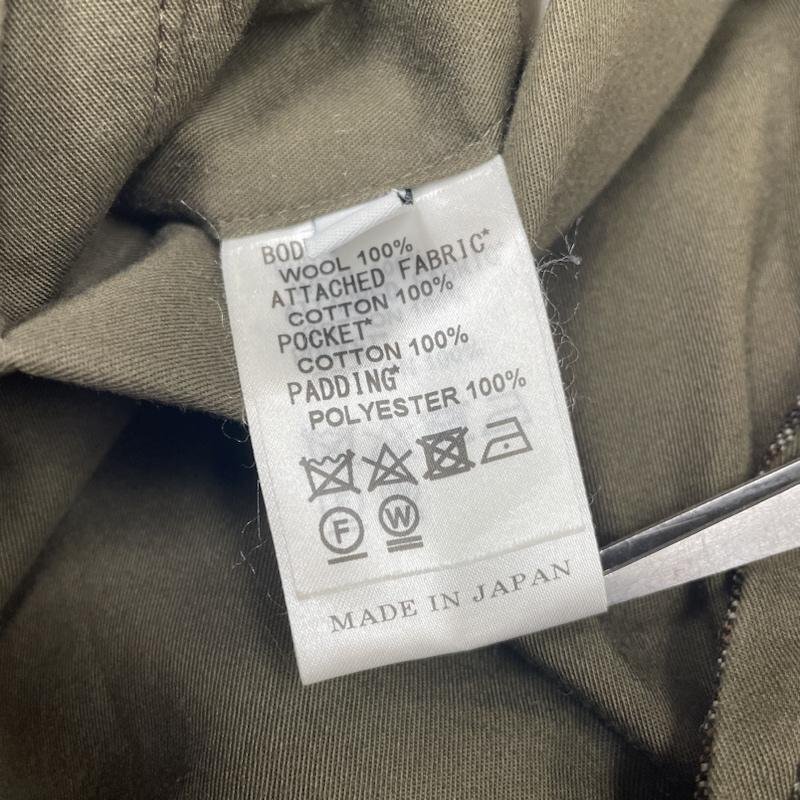 BOD
WOOL 100%
ATTACHED FABRIC*
COTTON 100%
POCKET*
COTTON 100%
PADDING*
POLYESTER 100%
F W
MADE IN JAPAN